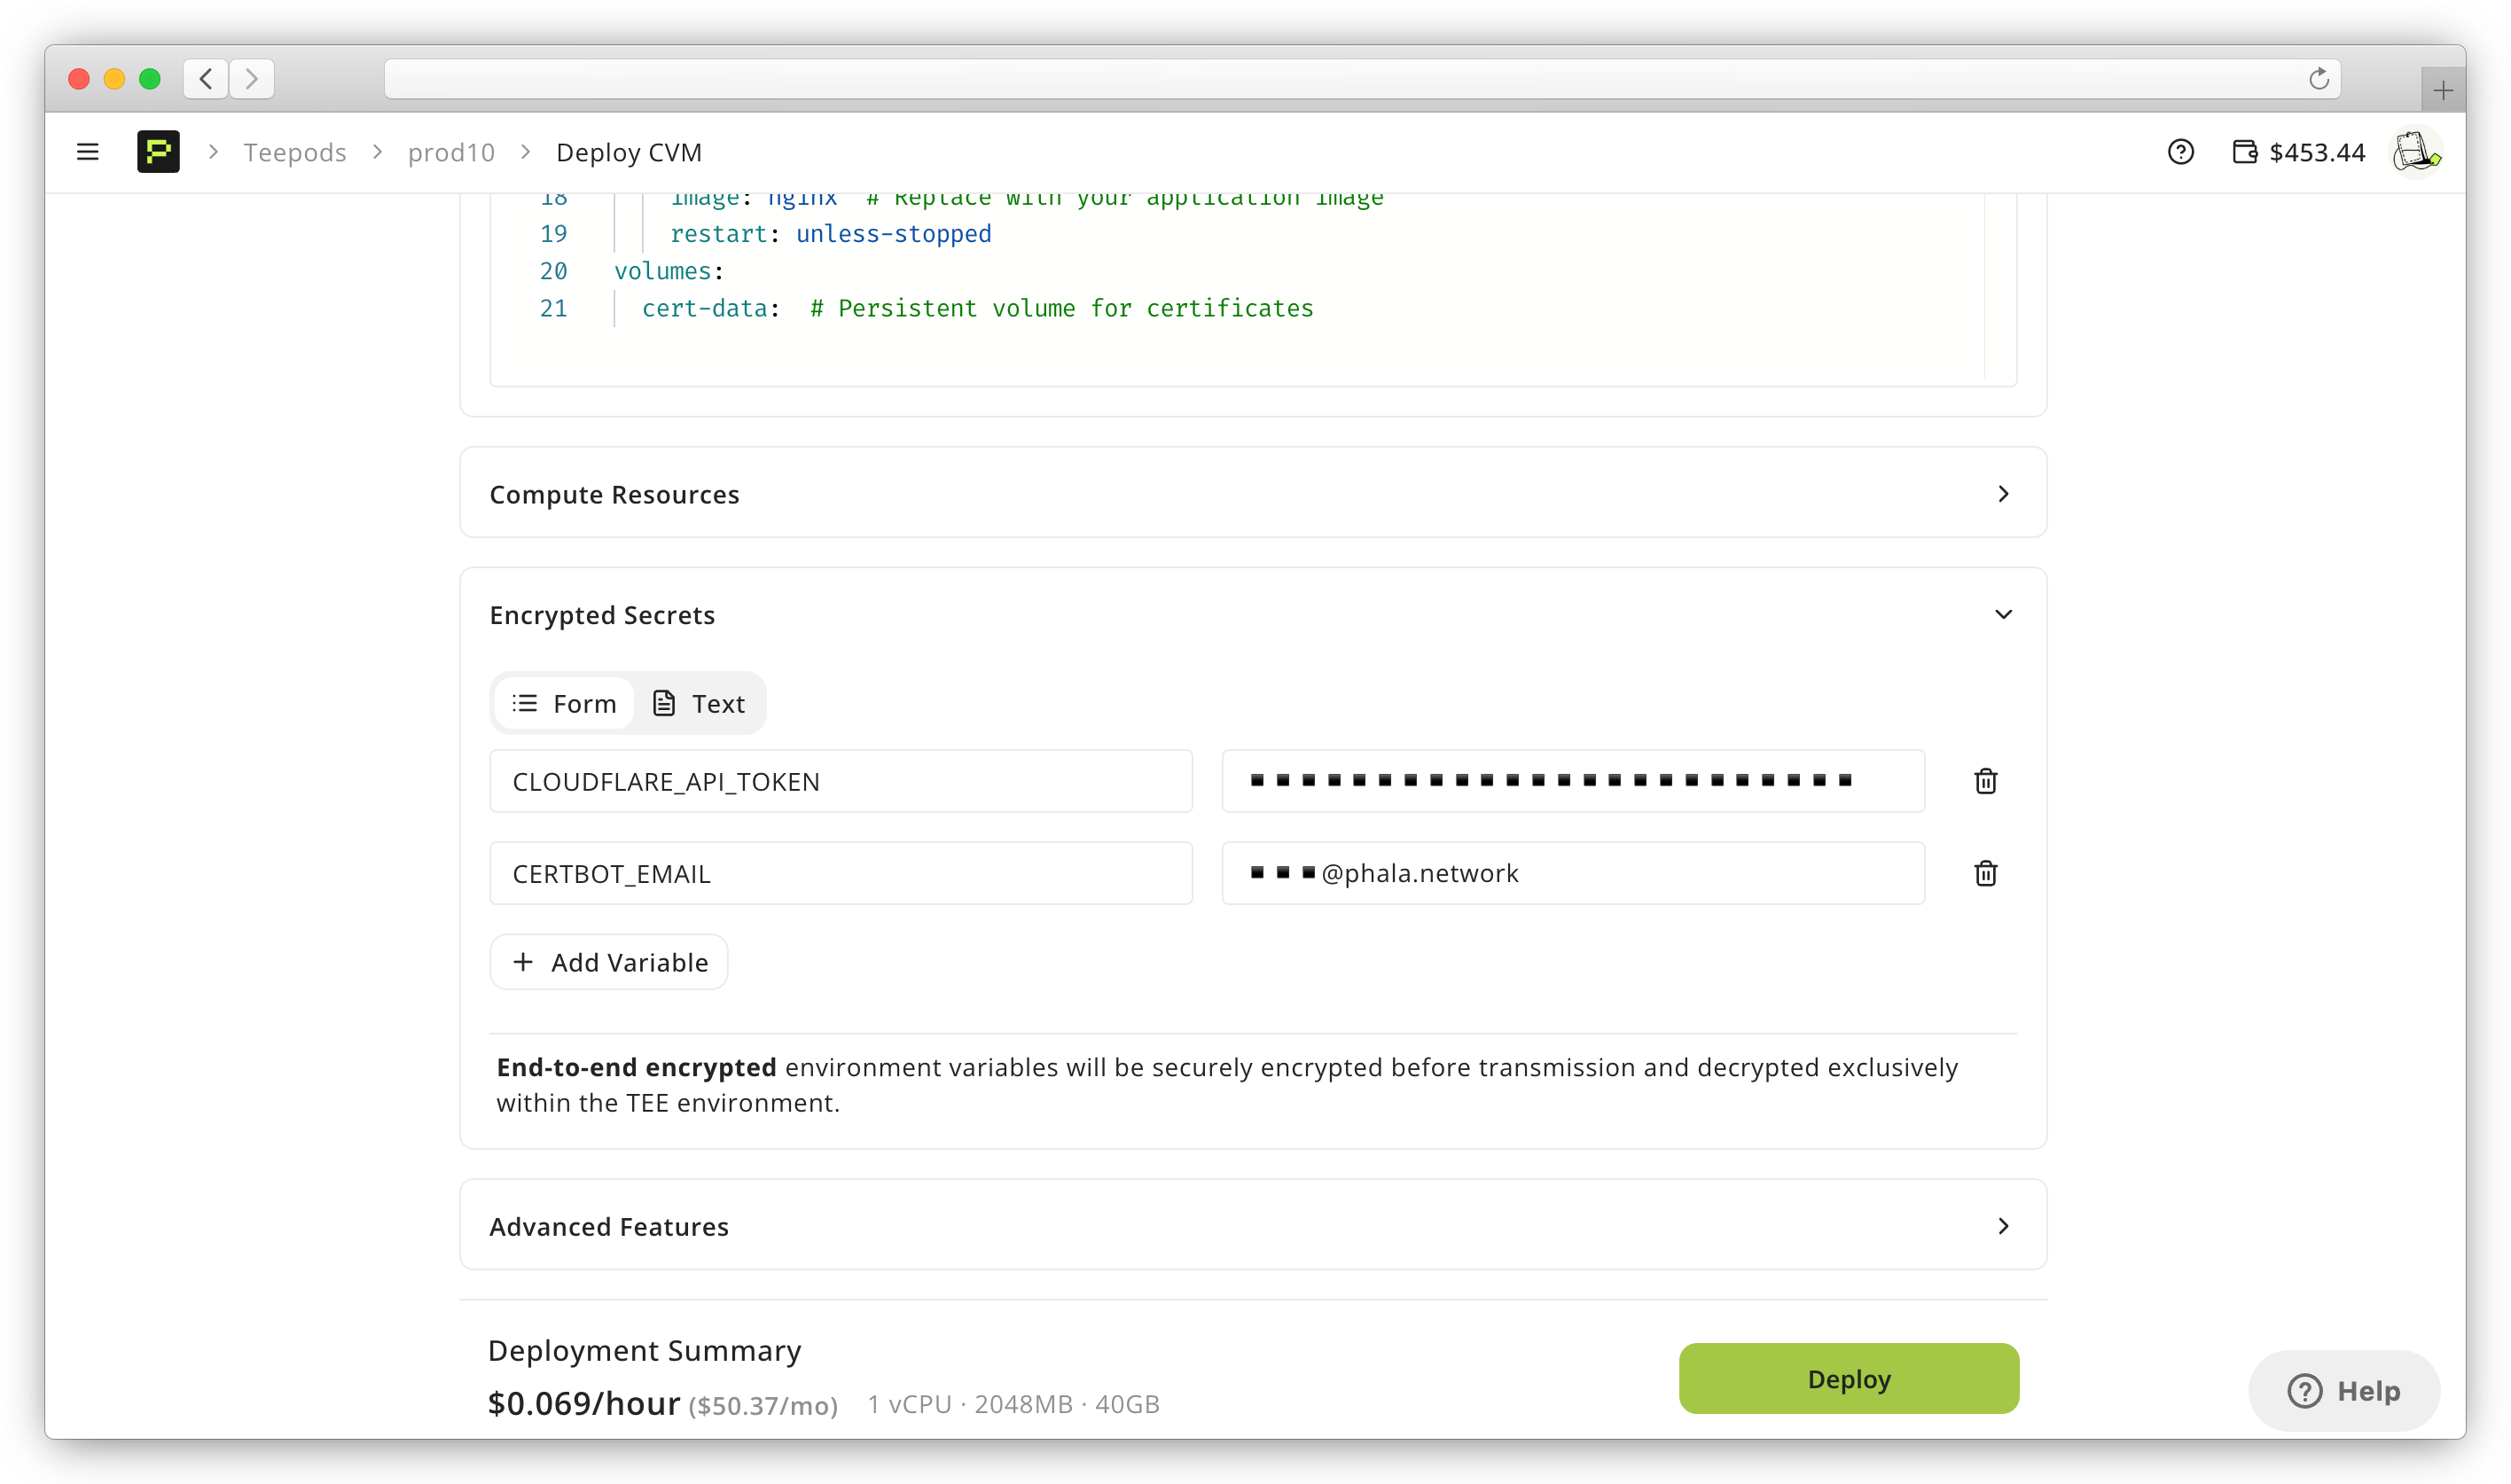 Teepods prod10 Deploy CVM $453.44
18 image: nginx # Replace with your application image
19 restart: unless-stopped
20 volumes:
21 cert-data: # Persistent volume for certificates
Compute Resources
Encrypted Secrets
Form Text
CLOUDFLARE_API_TOKEN
CERTBOT_EMAIL @phala.network
Add Variable
End-to-end encrypted environment variables will be securely encrypted before transmission and decrypted exclusively
within the TEE environment.
Advanced Features
Deployment Summary
Deploy
Help
$0.069/hour ($50.37/mo) 1 vCPU · 2048MB · 40GB